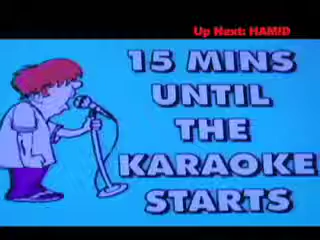 Up Next: HAMID
15 MINS
UNTIL
THE
KARAOKE
STARTS